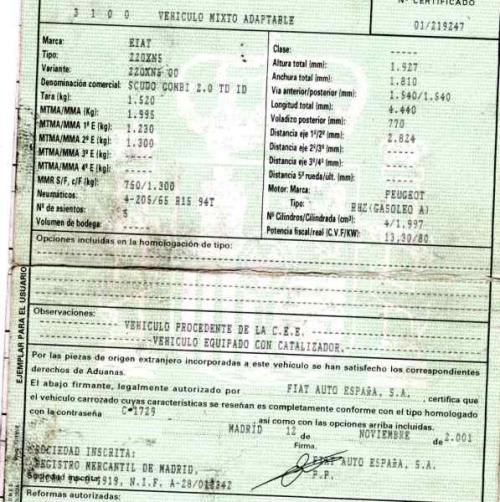 Nº CERTIFICADO
3 1 0 0 VEHICULO MIXTO ADAPTABLE
01/219247
Marca: FIAT
Tipo: 220XN5
Variante: 220XN5 00
Denominación comercial: SCUDO COMBI 2.0 TD ID
Tara (kg): 1.520
MTMA/MMA (Kg): 1.995
MTMA/MMA 1º E (kg): 1.230
MTMA/MMA 2º E (kg): 1.300
MTMA/MMA 3º E (kg): -----
MTMA/MMA 4º E (kg): -----
MMR S/F, c/F (kg): 750/1.300
Neumáticos: 4-205/65 R15 94T
Nº de asientos: 5
Volumen de bodega: -----
Clase: -----
Altura total (mm): 1.927
Anchura total (mm): 1.810
Via anterior/posterior (mm): 1.540/1.540
Longitud total (mm): 4.440
Voladizo posterior (mm): 770
Distancia eje 1º/2º (mm): 2.824
Distancia eje 2º/3º (mm): -----
Distancia eje 3º/4º (mm): -----
Distancia 5ª rueda/últ. (mm): -----
Motor: Marca: PEUGEOT
Tipo: RHZ(GASOLEO A)
Nº Cilindros/Cilindrada (cm³): 4/1,997
Potencia fiscal/real (C.V.F/KW): 13,30/80
Opciones incluidas en la homologación de tipo:
EJEMPLAR PARA EL USUARIO
Observaciones:
VEHICULO PROCEDENTE DE LA C.E.E.
VEHICULO EQUIPADO CON CATALIZADOR.
Por las piezas de origen extranjero incorporadas a este vehículo se han satisfecho los correspondientes
derechos de Aduanas.
El abajo firmante, legalmente autorizado por FIAT AUTO ESPAÑA, S.A. , certifica que
el vehículo carrozado cuyas características se reseñan es completamente conforme con el tipo homologado
con la contraseña C-1729 así como con las opciones arriba incluidas.
MADRID 12 de NOVIEMBRE de 2.001
Firma.
SOCIEDAD INSCRITA:
REGISTRO MERCANTIL DE MADRID,
FIAT AUTO ESPAÑA, S.A.
P.P.
Sociedad inscrita
N.I.F. A-28/013342
Reformas autorizadas: